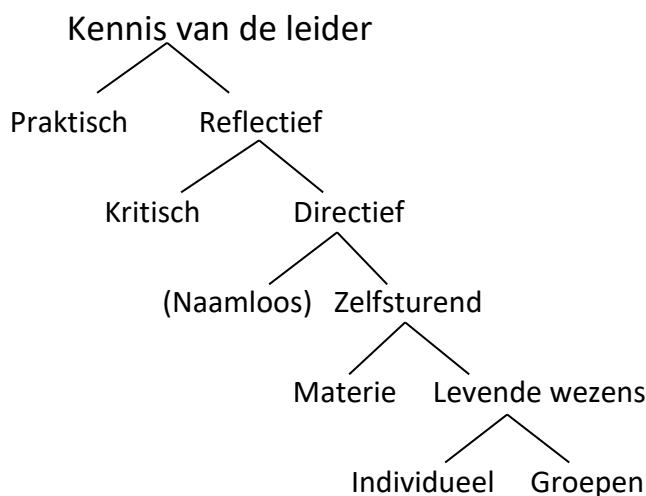 Kennis van de leider
Praktisch Reflectief
Kritisch Directief
(Naamloos) Zelfsturend
Materie Levende wezens
Individueel Groepen